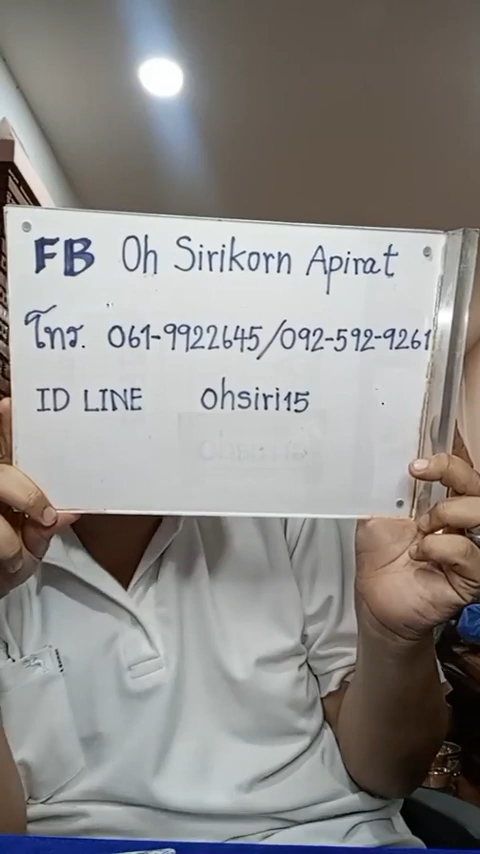 FB Oh Sirikorn Apirat
โทร. 061-9922645/092-592-9261
ID LINE ohsiri15